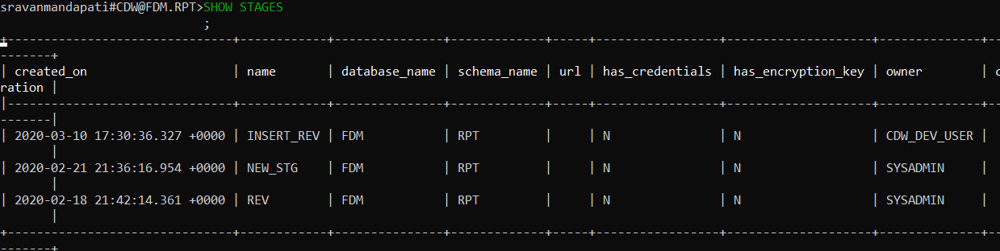 sravanmandapati#CDW@FDM.RPT>SHOW STAGES
;
+-------------------------------+------------+---------------+-------------+-----+-----------------+--------------------+--------------+--
-------+
| created_on | name | database_name | schema_name | url | has_credentials | has_encryption_key | owner | c
ration |
|-------------------------------+------------+---------------+-------------+-----+-----------------+--------------------+--------------+--
-------|
| 2020-03-10 17:30:36.327 +0000 | INSERT_REV | FDM | RPT | | N | N | CDW_DEV_USER |
|
| 2020-02-21 21:36:16.954 +0000 | NEW_STG | FDM | RPT | | N | N | SYSADMIN |
|
| 2020-02-18 21:42:14.361 +0000 | REV | FDM | RPT | | N | N | SYSADMIN |
|
+-------------------------------+------------+---------------+-------------+-----+-----------------+--------------------+--------------+--
-------+